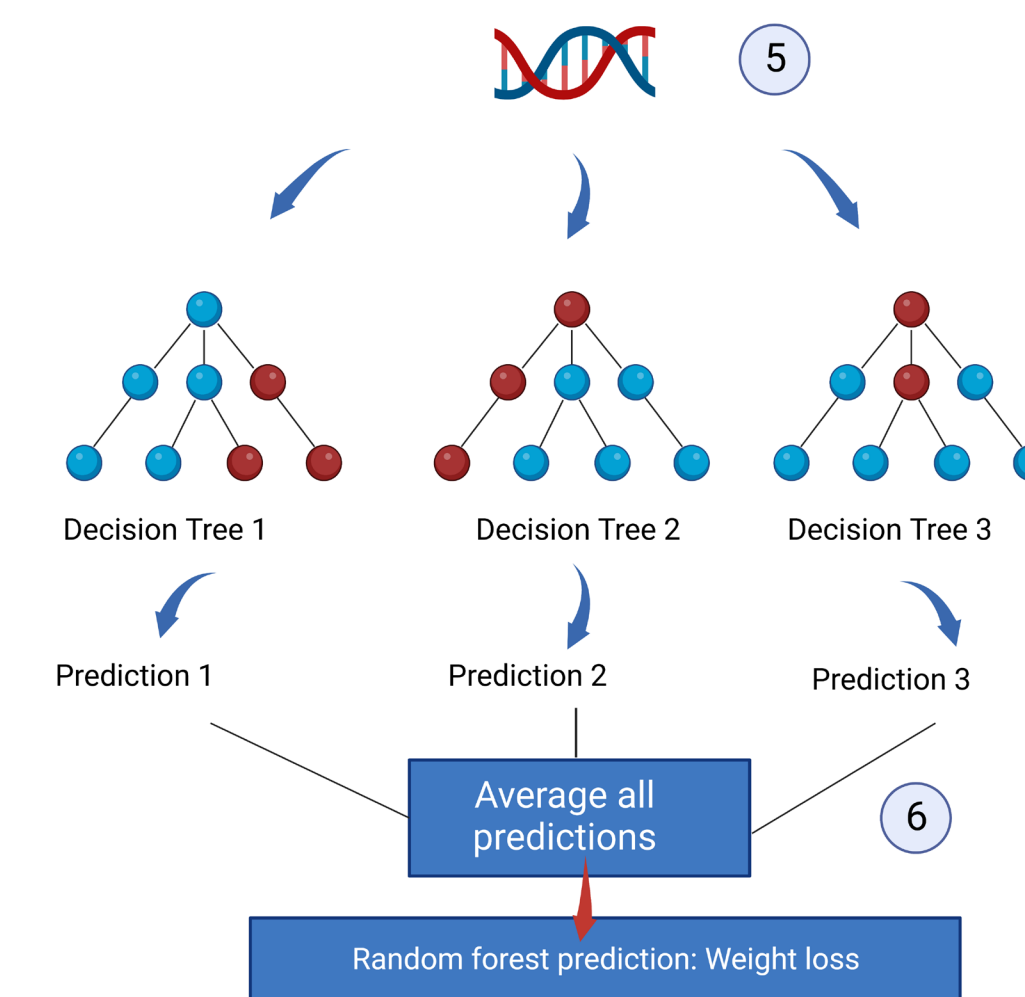 5
Decision Tree 1
Decision Tree 2
Decision Tree 3
Prediction 1
Prediction 2
Prediction 3
Average all
predictions
6
Random forest prediction: Weight loss